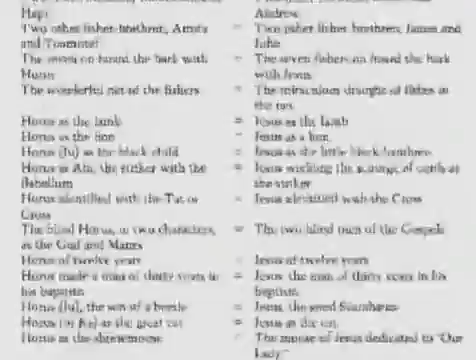 Hapi
Andrew
Two other fisher-brethren, Amsta
and Tuamutef
= Two other fisher brethren, James and
John
The seven on board the bark with
Horus
= The seven fishers on board the bark
with Jesus
The wonderful net of the fishers
= The miraculous draught of fishes in
the net
Horus as the lamb = Jesus as the lamb
Horus as the lion = Jesus as a lion
Horus (Iu) as the black child = Jesus as the little black bambino
Horus as Ahi, the striker with the
flabellum
= Jesus wielding the scourge of cords as
the striker
Horus identified with the Tat or
Cross
= Jesus identified with the Cross
The blind Horus, in two characters,
as the God and Manes
= The two blind men of the Gospels
Horus of twelve years = Jesus of twelve years
Horus made a man of thirty years in
his baptism
= Jesus the man of thirty years in his
baptism
Horus (Iu), the son of a beetle = Jesus, the good Scarabæus
Horus (or Ra) as the great cat = Jesus as the cat
Horus as the shrewmouse = The mouse of Jesus dedicated to "Our
Lady"